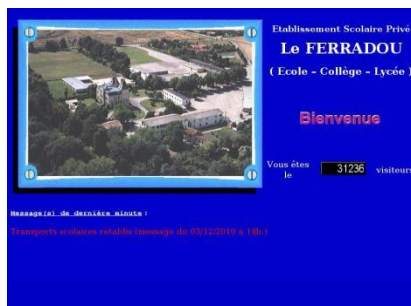 Etablissement Scolaire Privé
Le FERRADOU
( Ecole - Collège - Lycée )
Bienvenue
Vous êtes
le 31236 visiteurs
Message(s) de dernière minute :
Transports scolaires rétablis (message du 03/12/2010 à 14h.)